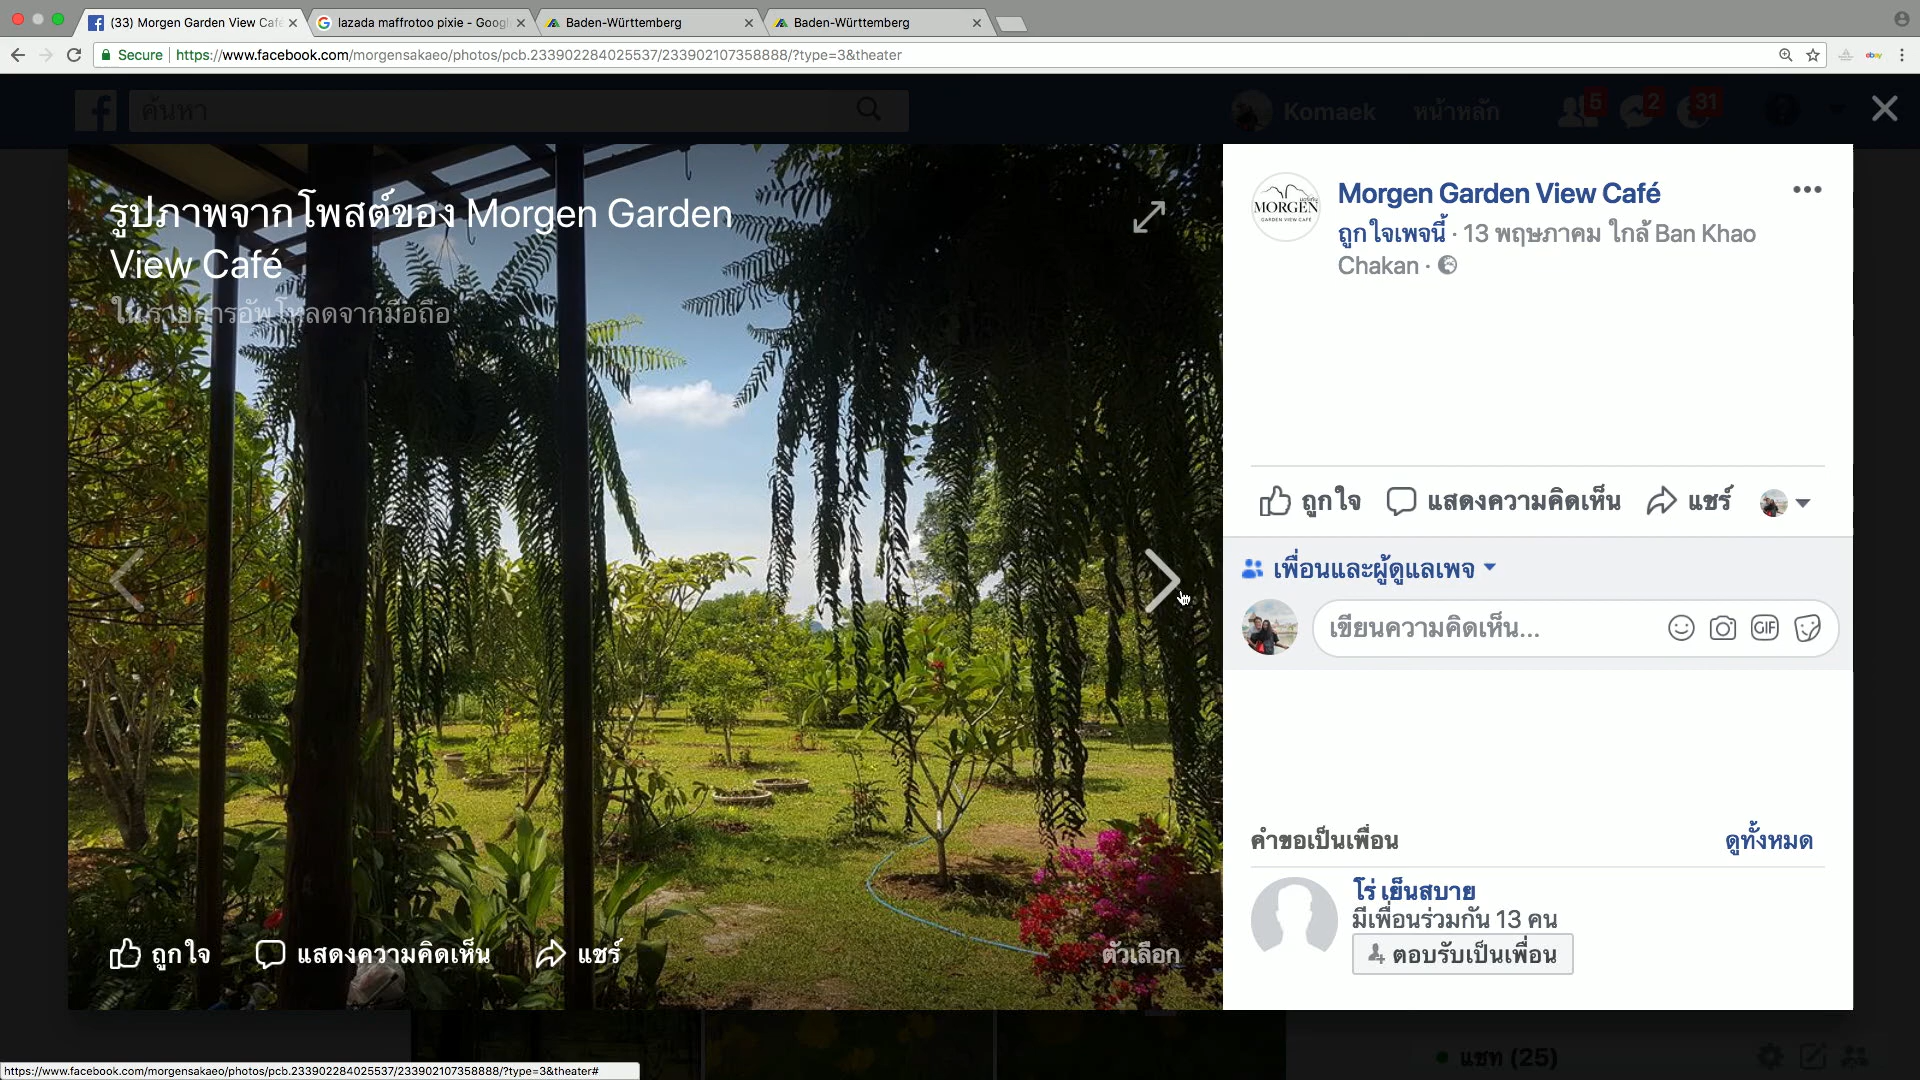 (33) Morgen Garden View Café
lazada maffrotoo pixie - Googl
Baden-Württemberg
Baden-Württemberg
Secure
https://www.facebook.com/morgensakaeo/photos/pcb.233902284025537/233902107358888/?type=3&theater
ebay
ค้นหา
Komaek
หน้าหลัก
5
2
31
รูปภาพจากโพสต์ของ Morgen Garden
View Café
ใน รายการอัพโหลดจากมือถือ
MORGEN
GARDEN VIEW CAFE
Morgen Garden View Café
ถูกใจเพจนี้ · 13 พฤษภาคม ใกล้ Ban Khao
Chakan ·
ถูกใจ
แสดงความคิดเห็น
แชร์
เพื่อนและผู้ดูแลเพจ
เขียนความคิดเห็น...
GIF
คำขอเป็นเพื่อน
ดูทั้งหมด
โร่ เย็นสบาย
มีเพื่อนร่วมกัน 13 คน
ตอบรับเป็นเพื่อน
ถูกใจ
แสดงความคิดเห็น
แชร์
ตัวเลือก
แชท (25)
https://www.facebook.com/morgensakaeo/photos/pcb.233902284025537/233902107358888/?type=3&theater#